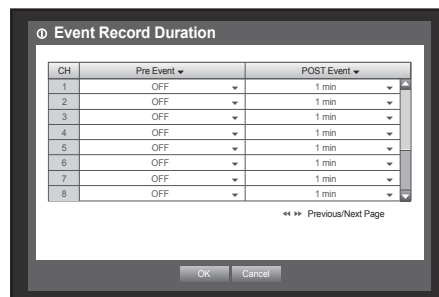 Event Record Duration
CH Pre Event POST Event
1 OFF 1 min
2 OFF 1 min
3 OFF 1 min
4 OFF 1 min
5 OFF 1 min
6 OFF 1 min
7 OFF 1 min
8 OFF 1 min
Previous/Next Page
OK Cancel